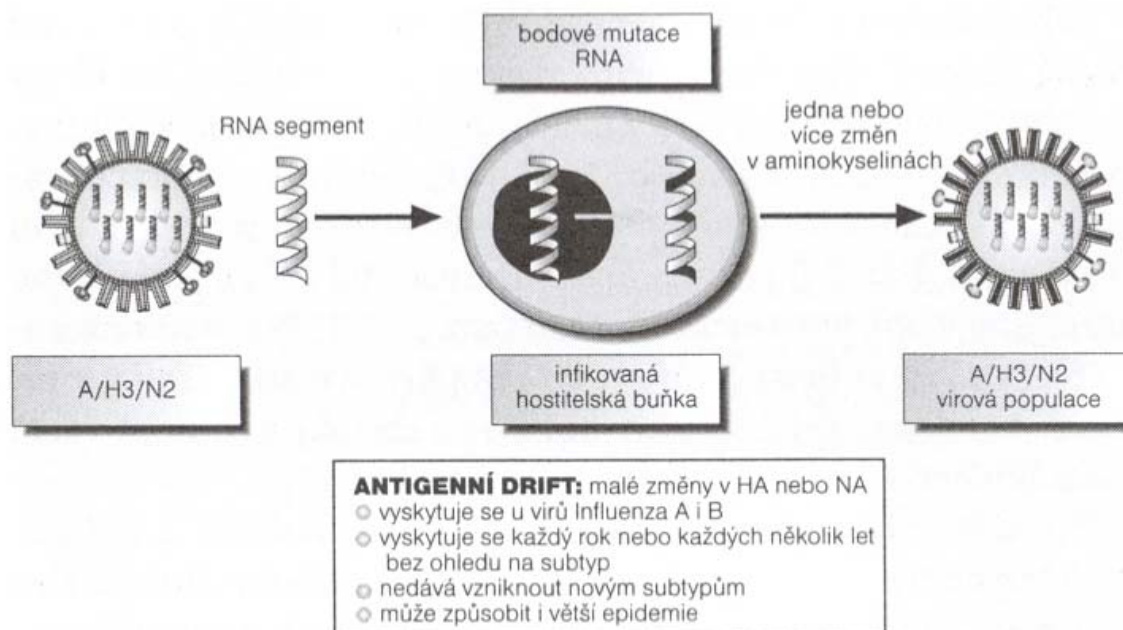 bodové mutace
RNA
RNA segment
jedna nebo
více změn
v aminokyselinách
A/H3/N2
infikovaná
hostitelská buňka
A/H3/N2
virová populace
ANTIGENNÍ DRIFT: malé změny v HA nebo NA
vyskytuje se u virů Influenza A i B
vyskytuje se každý rok nebo každých několik let
bez ohledu na subtyp
nedává vzniknout novým subtypům
může způsobit i větší epidemie